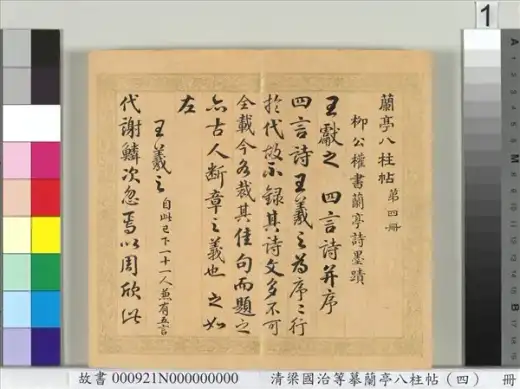 蘭亭八柱帖 第四冊
柳公權書蘭亭詩墨蹟
王獻之 四言詩并序
四言詩王羲之為序二行
於代故不錄其詩文多不可
全載今各裁其佳句而題之
亦古人斷章之義也 之如
左
王羲之 自此已下一十一人兼有五言
代謝鱗次忽焉以周欣此
1
A
B
故書 000921N000000000 清梁國治等摹蘭亭八柱帖(四) 冊